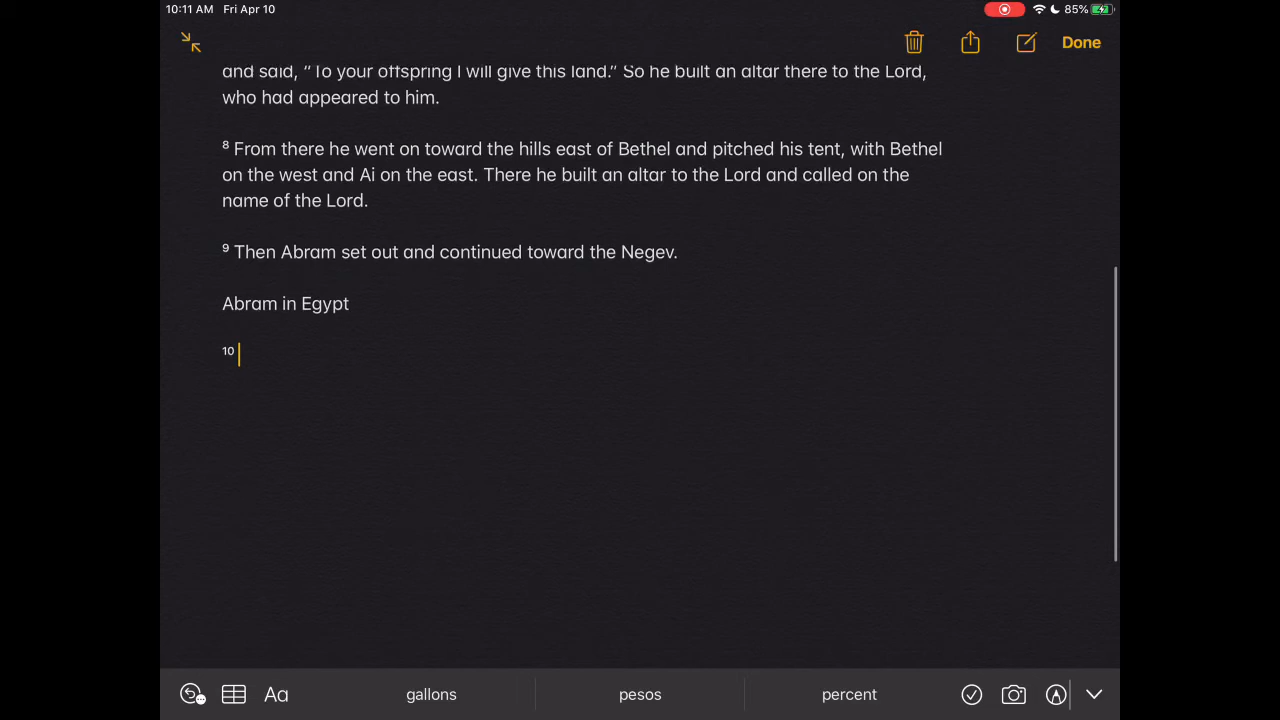 10:11 AM Fri Apr 10 85%
Done
and said, “To your offspring I will give this land.” So he built an altar there to the Lord,
who had appeared to him.
⁸ From there he went on toward the hills east of Bethel and pitched his tent, with Bethel
on the west and Ai on the east. There he built an altar to the Lord and called on the
name of the Lord.
⁹ Then Abram set out and continued toward the Negev.
Abram in Egypt
¹⁰
Aa gallons pesos percent